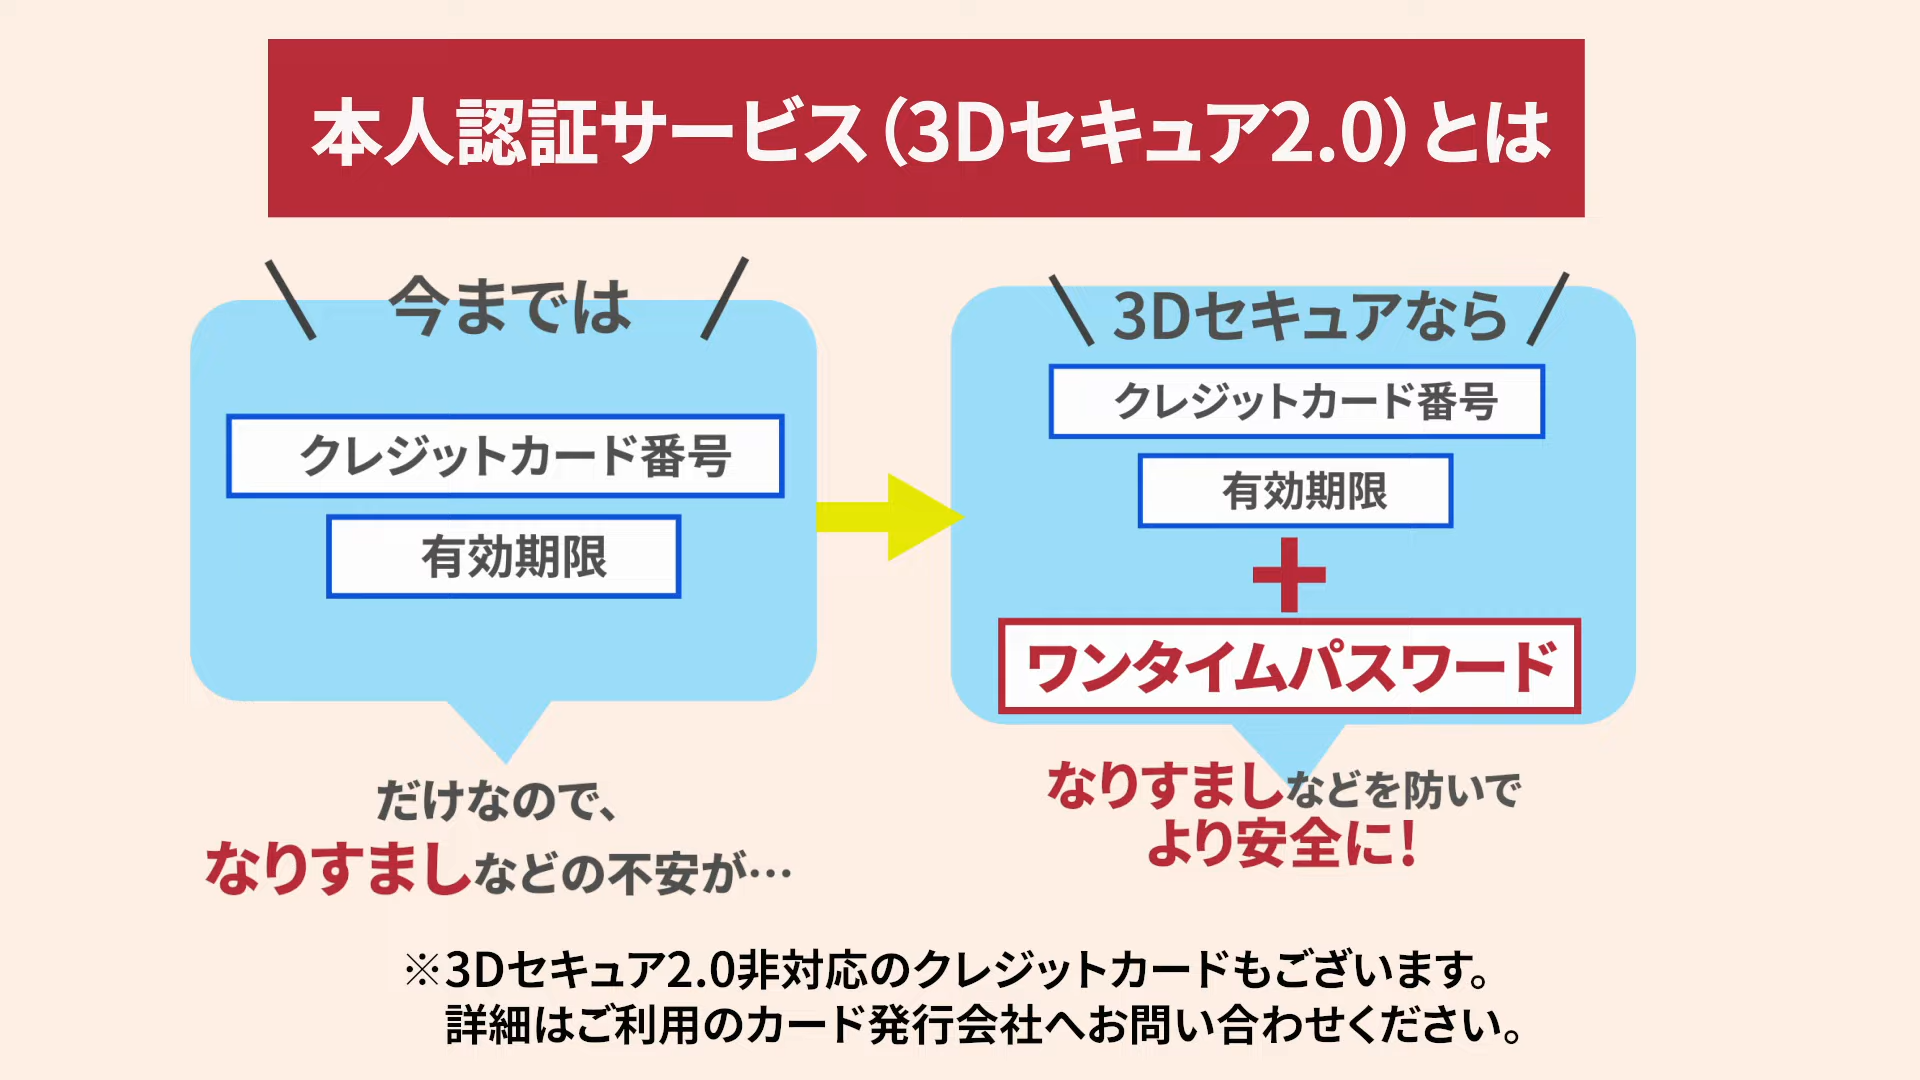 本人認証サービス（3Dセキュア2.0）とは
今までは
クレジットカード番号
有効期限
だけなので、
なりすましなどの不安が…
3Dセキュアなら
クレジットカード番号
有効期限
+
ワンタイムパスワード
なりすましなどを防いで
より安全に！
※3Dセキュア2.0非対応のクレジットカードもございます。
詳細はご利用のカード発行会社へお問い合わせください。